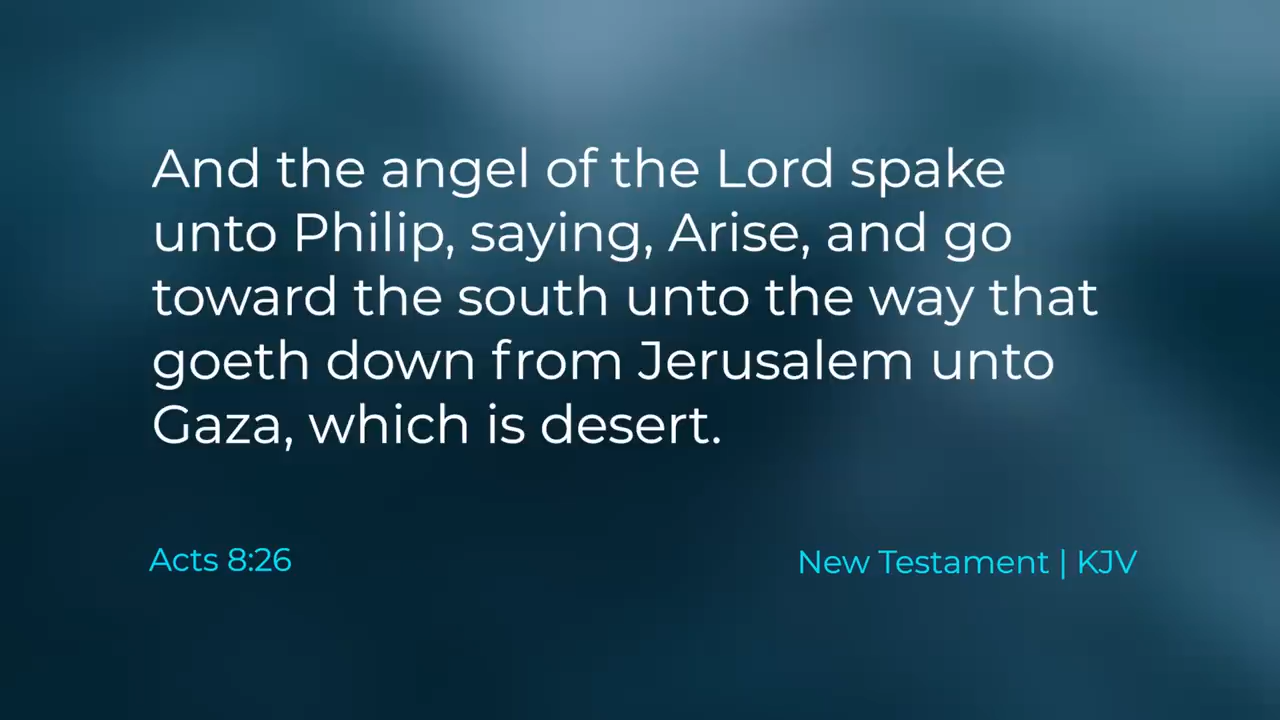 And the angel of the Lord spake
unto Philip, saying, Arise, and go
toward the south unto the way that
goeth down from Jerusalem unto
Gaza, which is desert.
Acts 8:26
New Testament | KJV